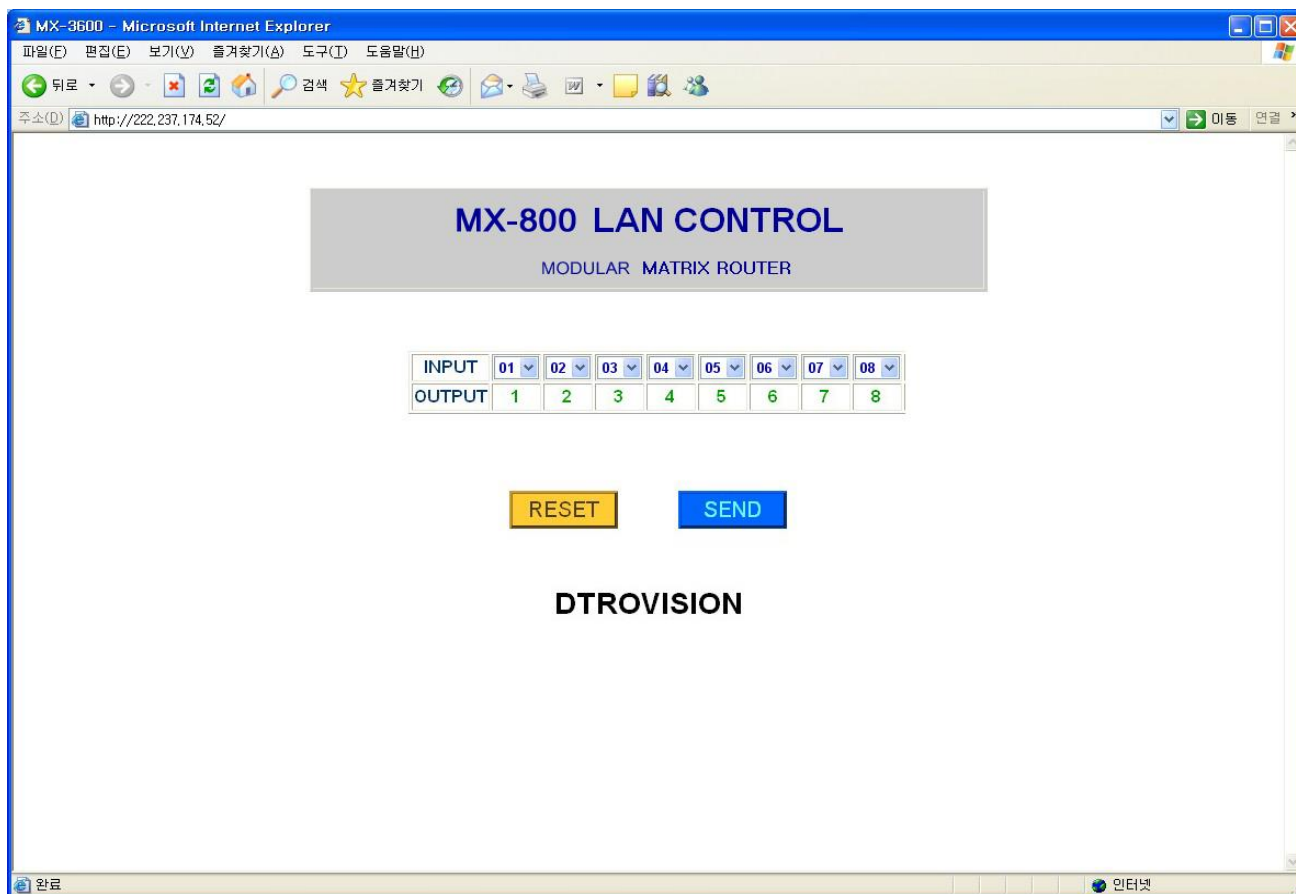 MX-3600 - Microsoft Internet Explorer
파일(F) 편집(E) 보기(V) 즐겨찾기(A) 도구(T) 도움말(H)
뒤로 검색 즐겨찾기
주소(D) http://222,237,174,52/ 이동 연결 »
MX-800 LAN CONTROL
MODULAR MATRIX ROUTER
INPUT 01 02 03 04 05 06 07 08
OUTPUT 1 2 3 4 5 6 7 8
RESET SEND
DTROVISION
완료 인터넷